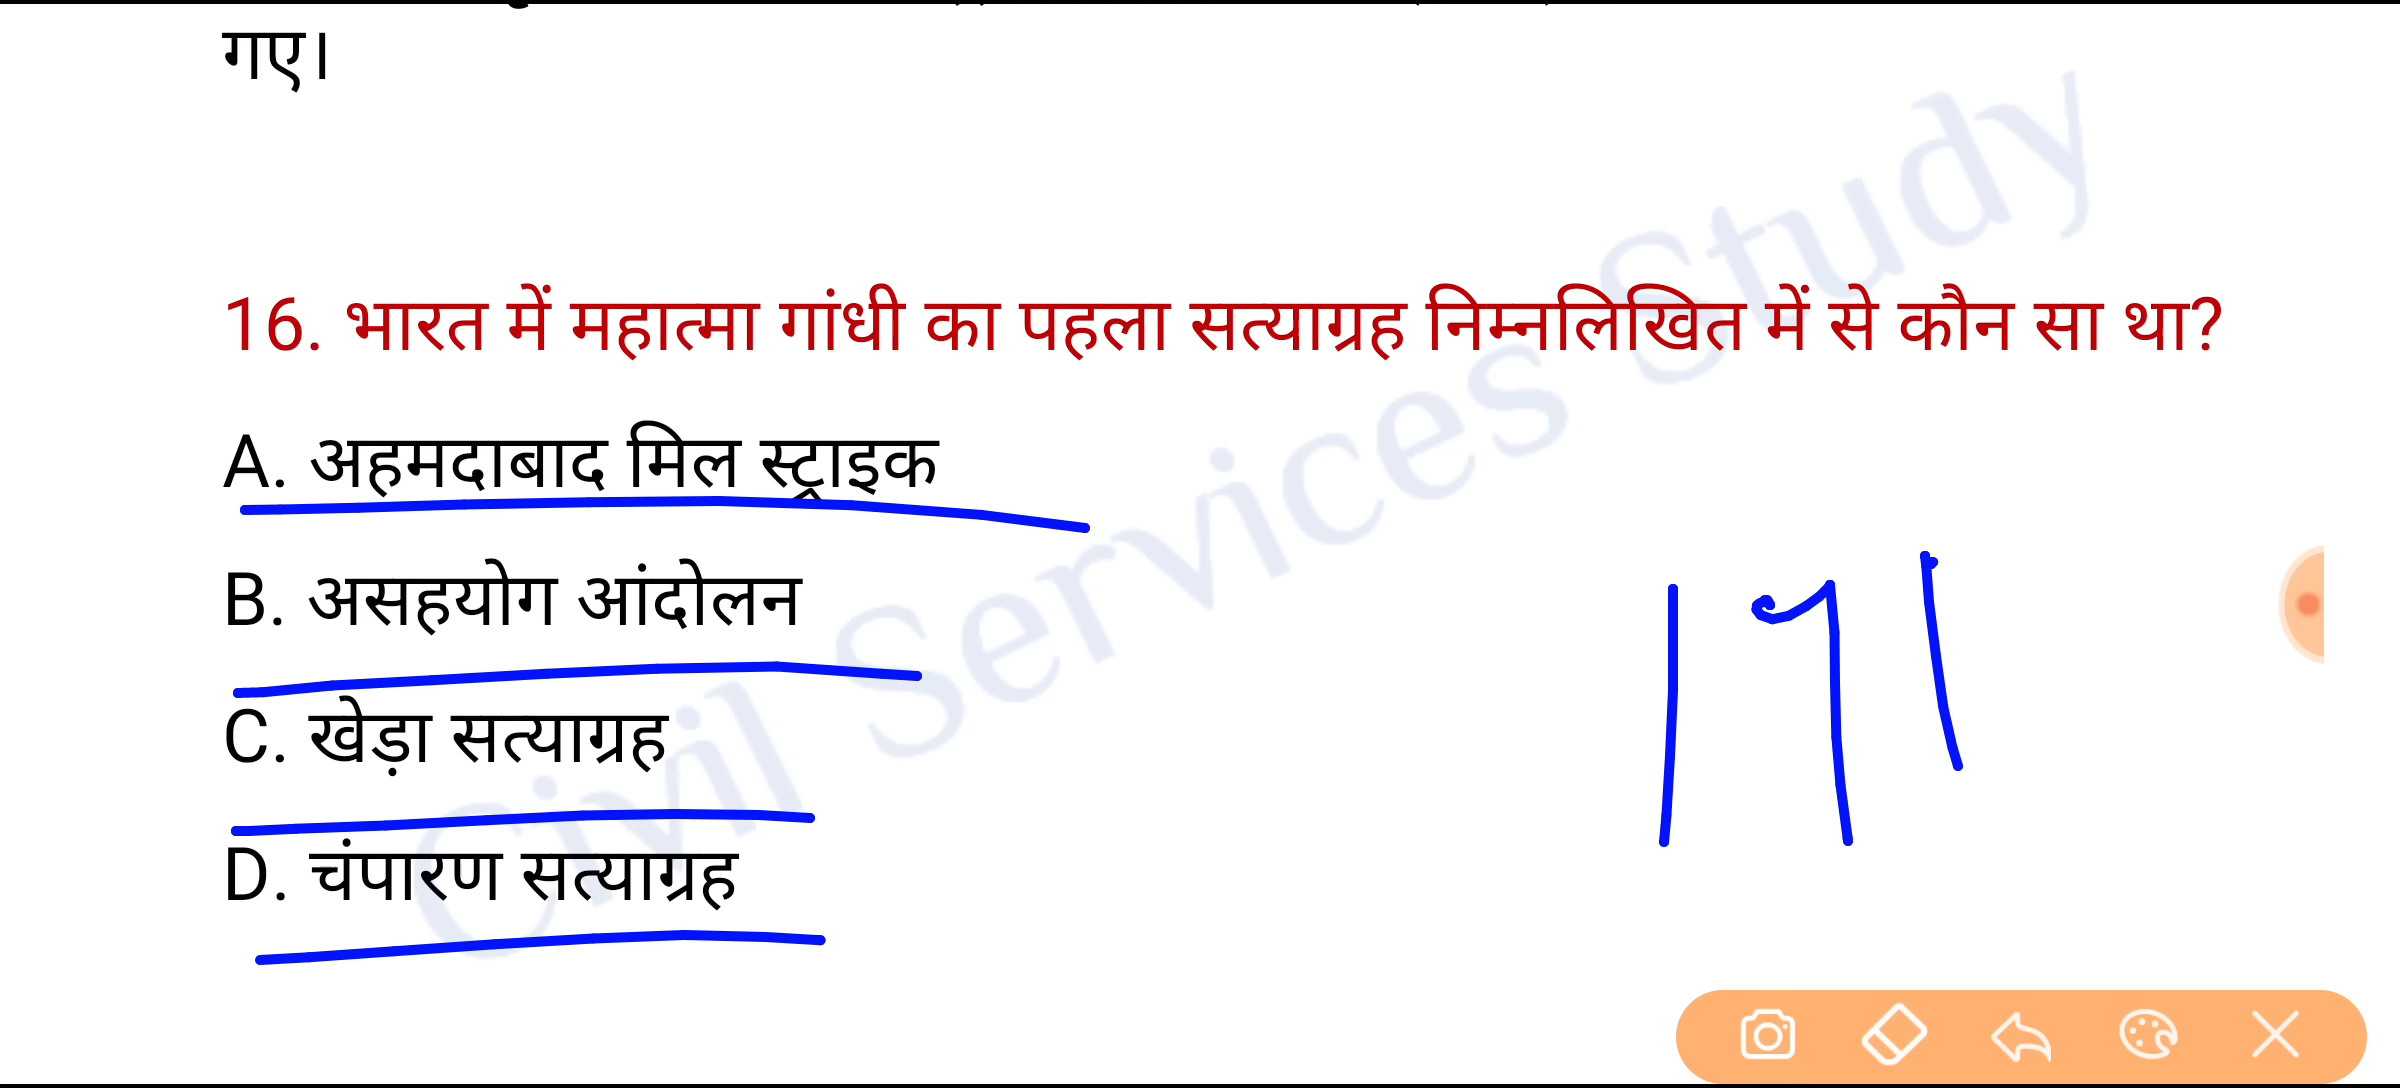 गए।
16. भारत में महात्मा गांधी का पहला सत्याग्रह निम्नलिखित में से कौन सा था?
A. अहमदाबाद मिल स्ट्राइक
B. असहयोग आंदोलन
C. खेड़ा सत्याग्रह
D. चंपारण सत्याग्रह
191
Civil Services Study